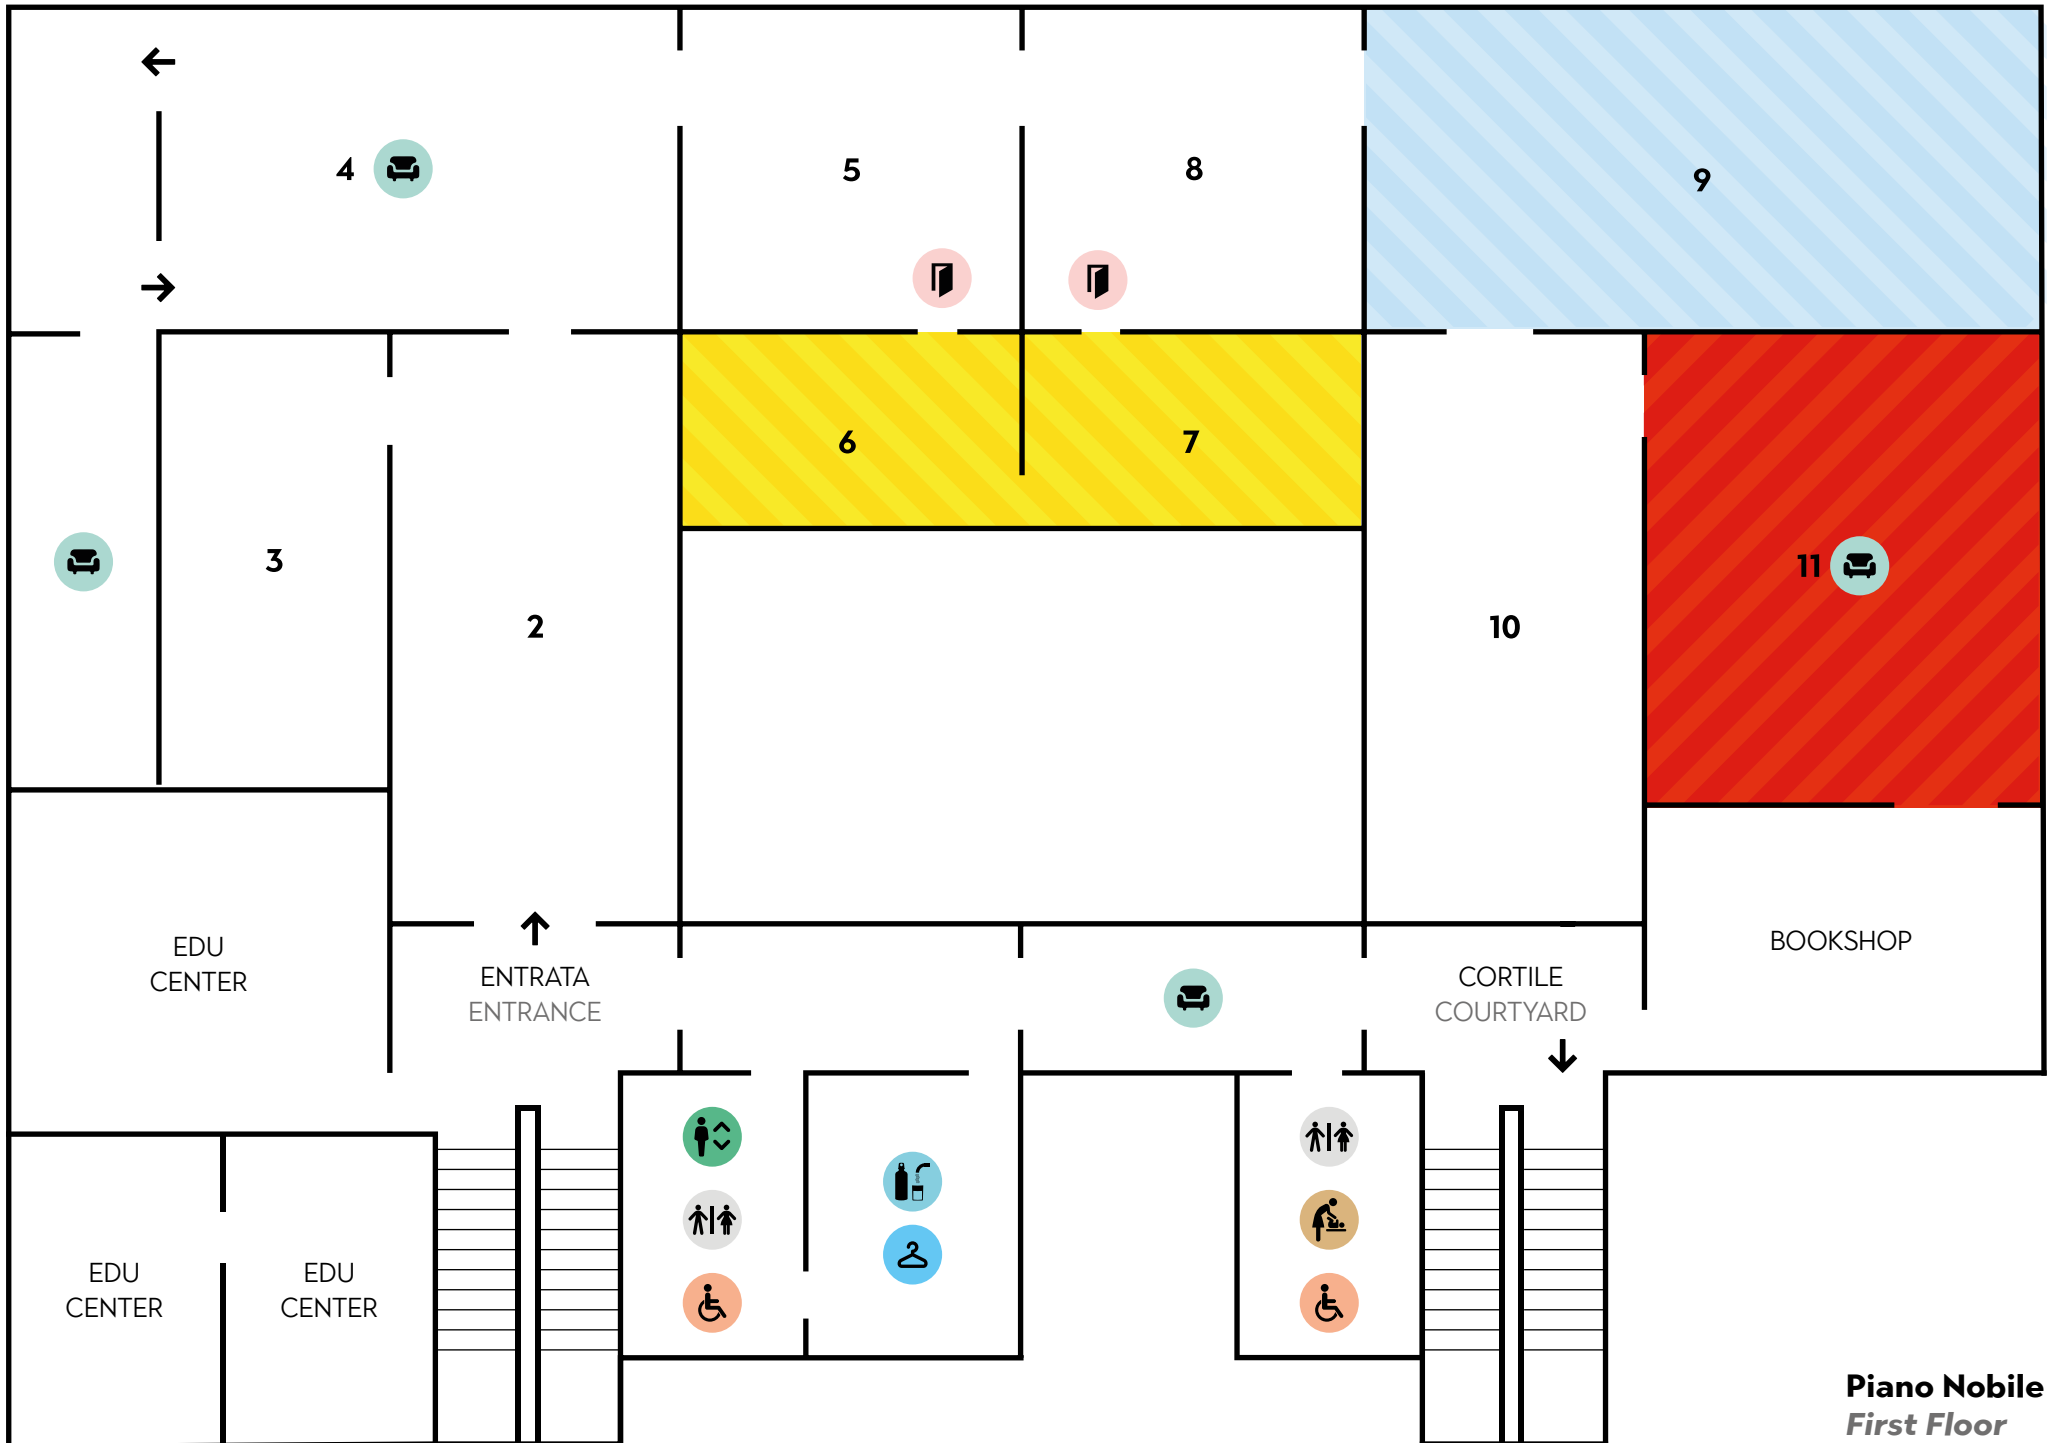 4
5
8
9
6
7
3
2
10
11
EDU
CENTER
ENTRATA
ENTRANCE
CORTILE
COURTYARD
BOOKSHOP
EDU
CENTER
EDU
CENTER
Piano Nobile
First Floor